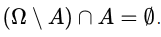 (Ω \ A) ∩ A = ∅.